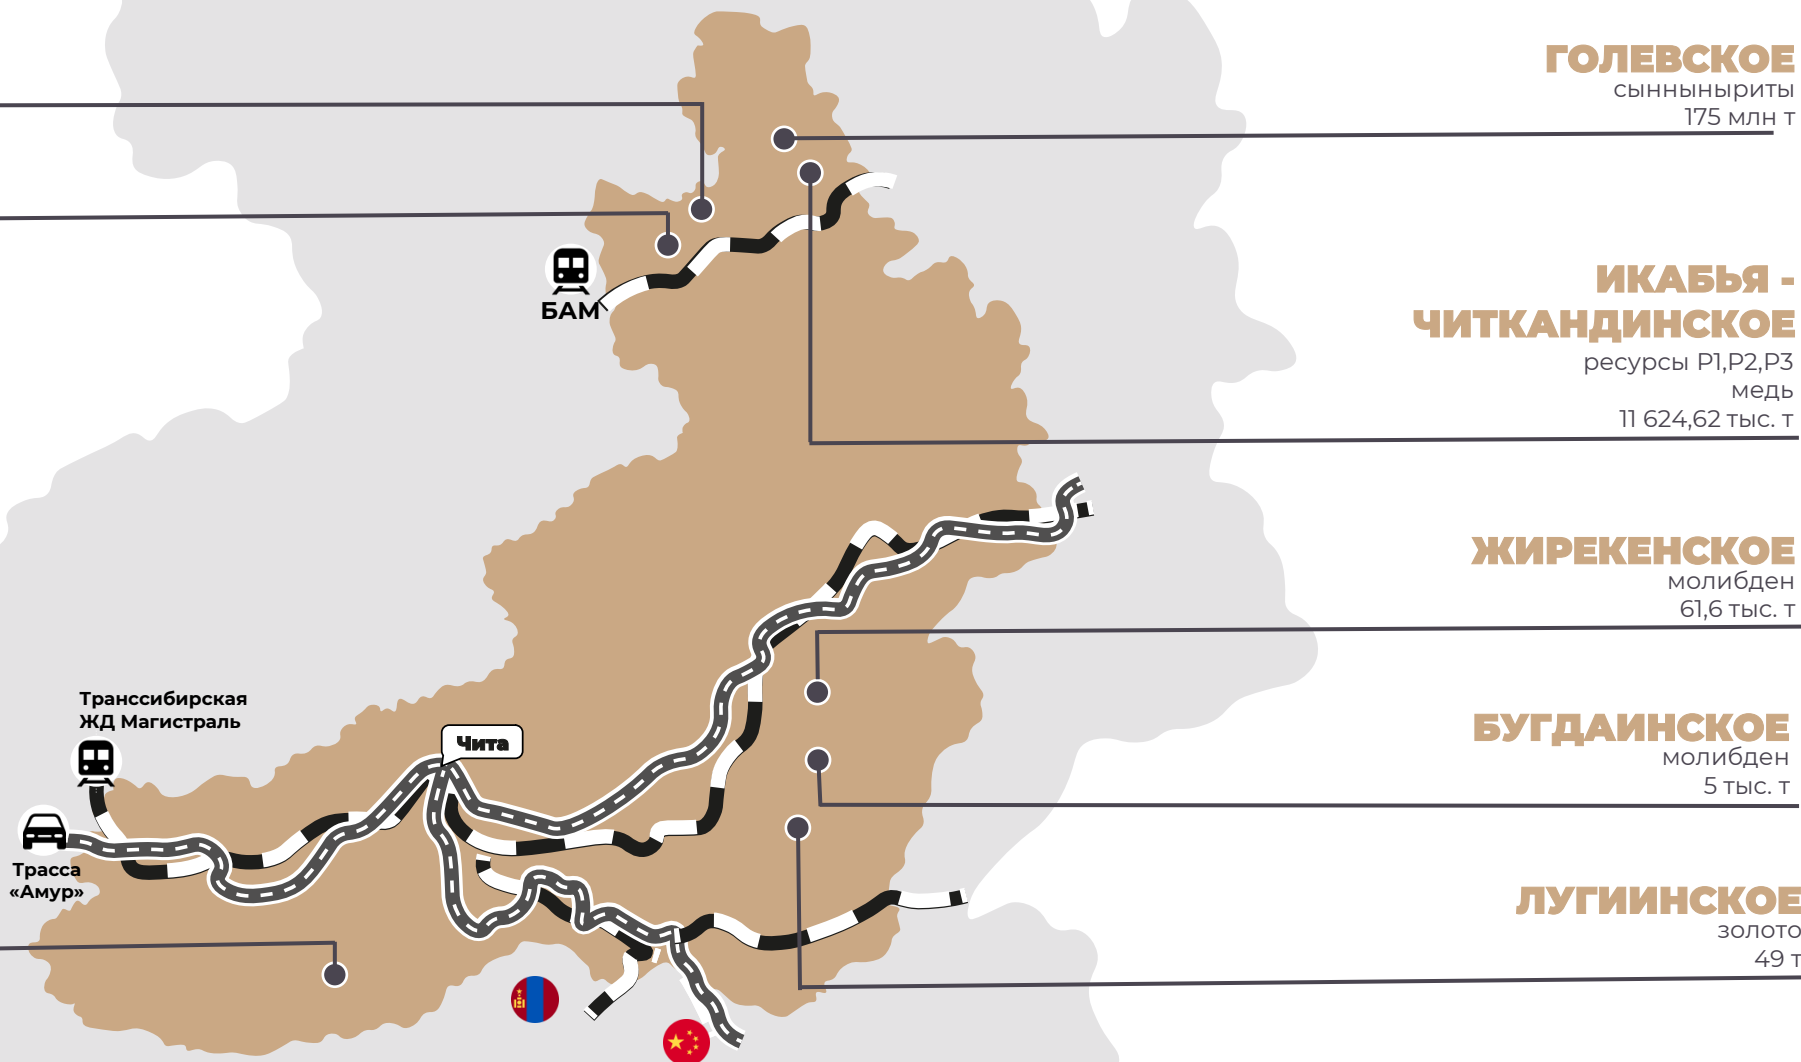 ГОЛЕВСКОЕ
сынныныриты
175 млн т
БАМ
ИКАБЬЯ -
ЧИТКАНДИНСКОЕ
ресурсы Р1,Р2,Р3
медь
11 624,62 тыс. т
ЖИРЕКЕНСКОЕ
молибден
61,6 тыс. т
Транссибирская
ЖД Магистраль
Чита
БУГДАИНСКОЕ
молибден
5 тыс. т
Трасса
«Амур»
ЛУГИИНСКОЕ
золото
49 т